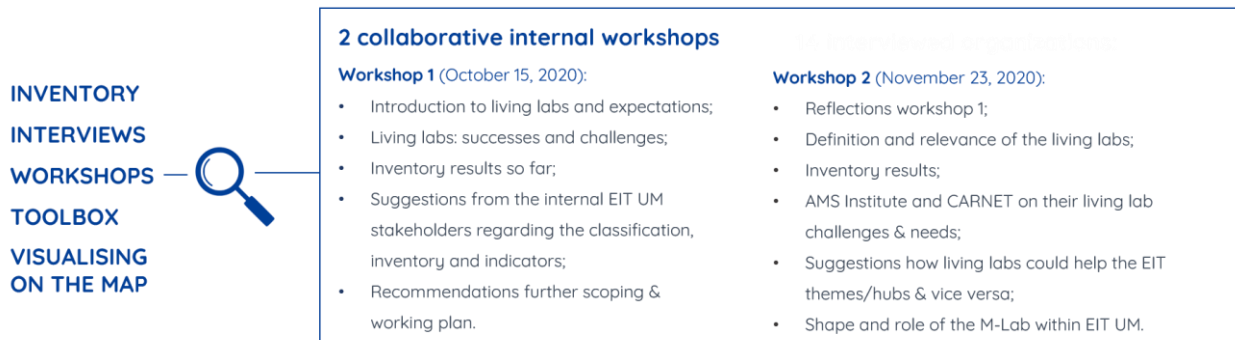 INVENTORY
INTERVIEWS
WORKSHOPS
TOOLBOX
VISUALISING
ON THE MAP
2 collaborative internal workshops
Workshop 1 (October 15, 2020):
• Introduction to living labs and expectations;
• Living labs: successes and challenges;
• Inventory results so far;
• Suggestions from the internal EIT UM
stakeholders regarding the classification,
inventory and indicators;
• Recommendations further scoping &
working plan.
Workshop 2 (November 23, 2020):
• Reflections workshop 1;
• Definition and relevance of the living labs;
• Inventory results;
• AMS Institute and CARNET on their living lab
challenges & needs;
• Suggestions how living labs could help the EIT
themes/hubs & vice versa;
• Shape and role of the M-Lab within EIT UM.